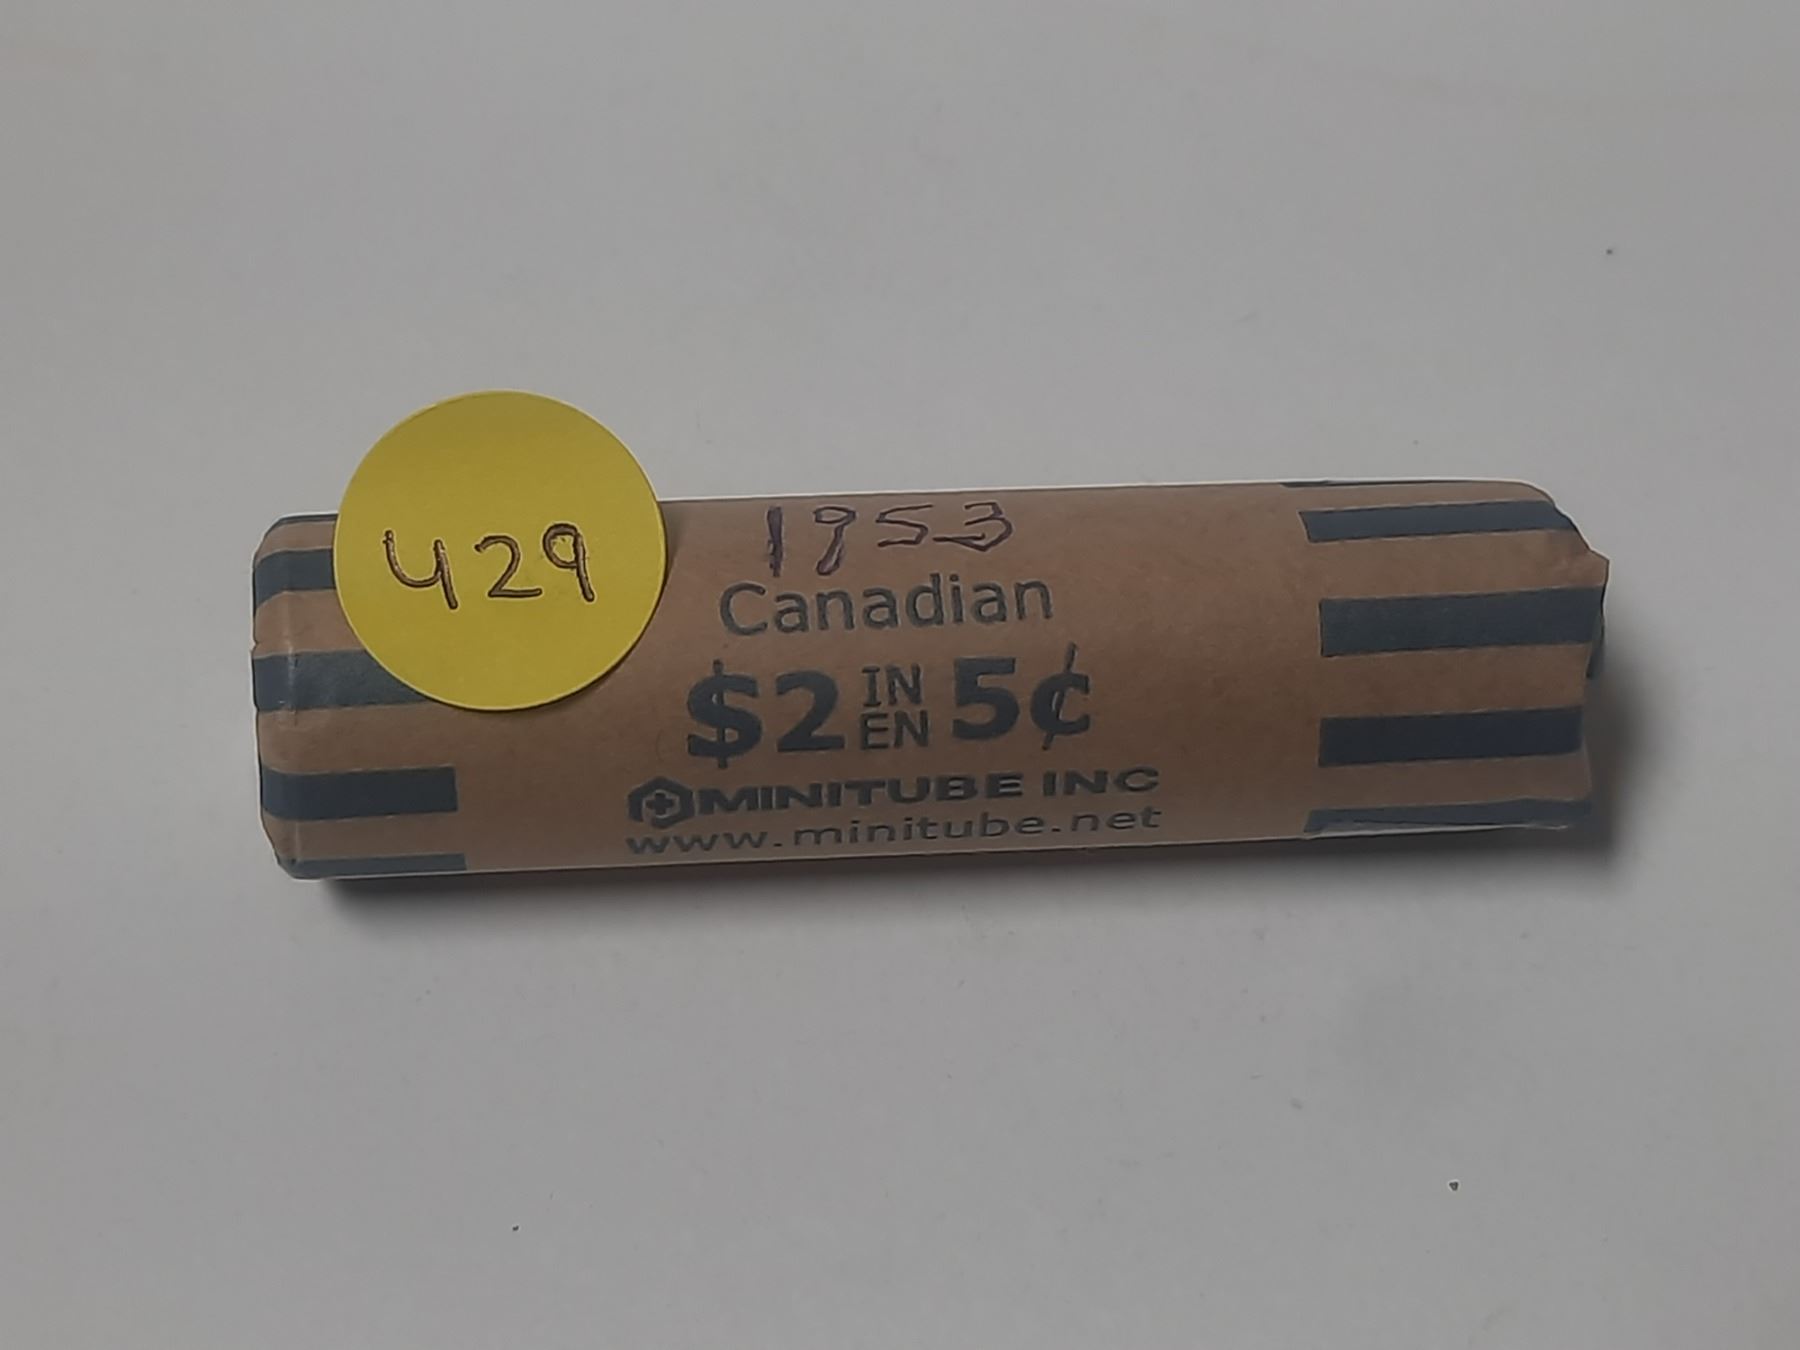 429
1953
Canadian
$2 IN EN 5¢
MINITUBE INC
www.minitube.net